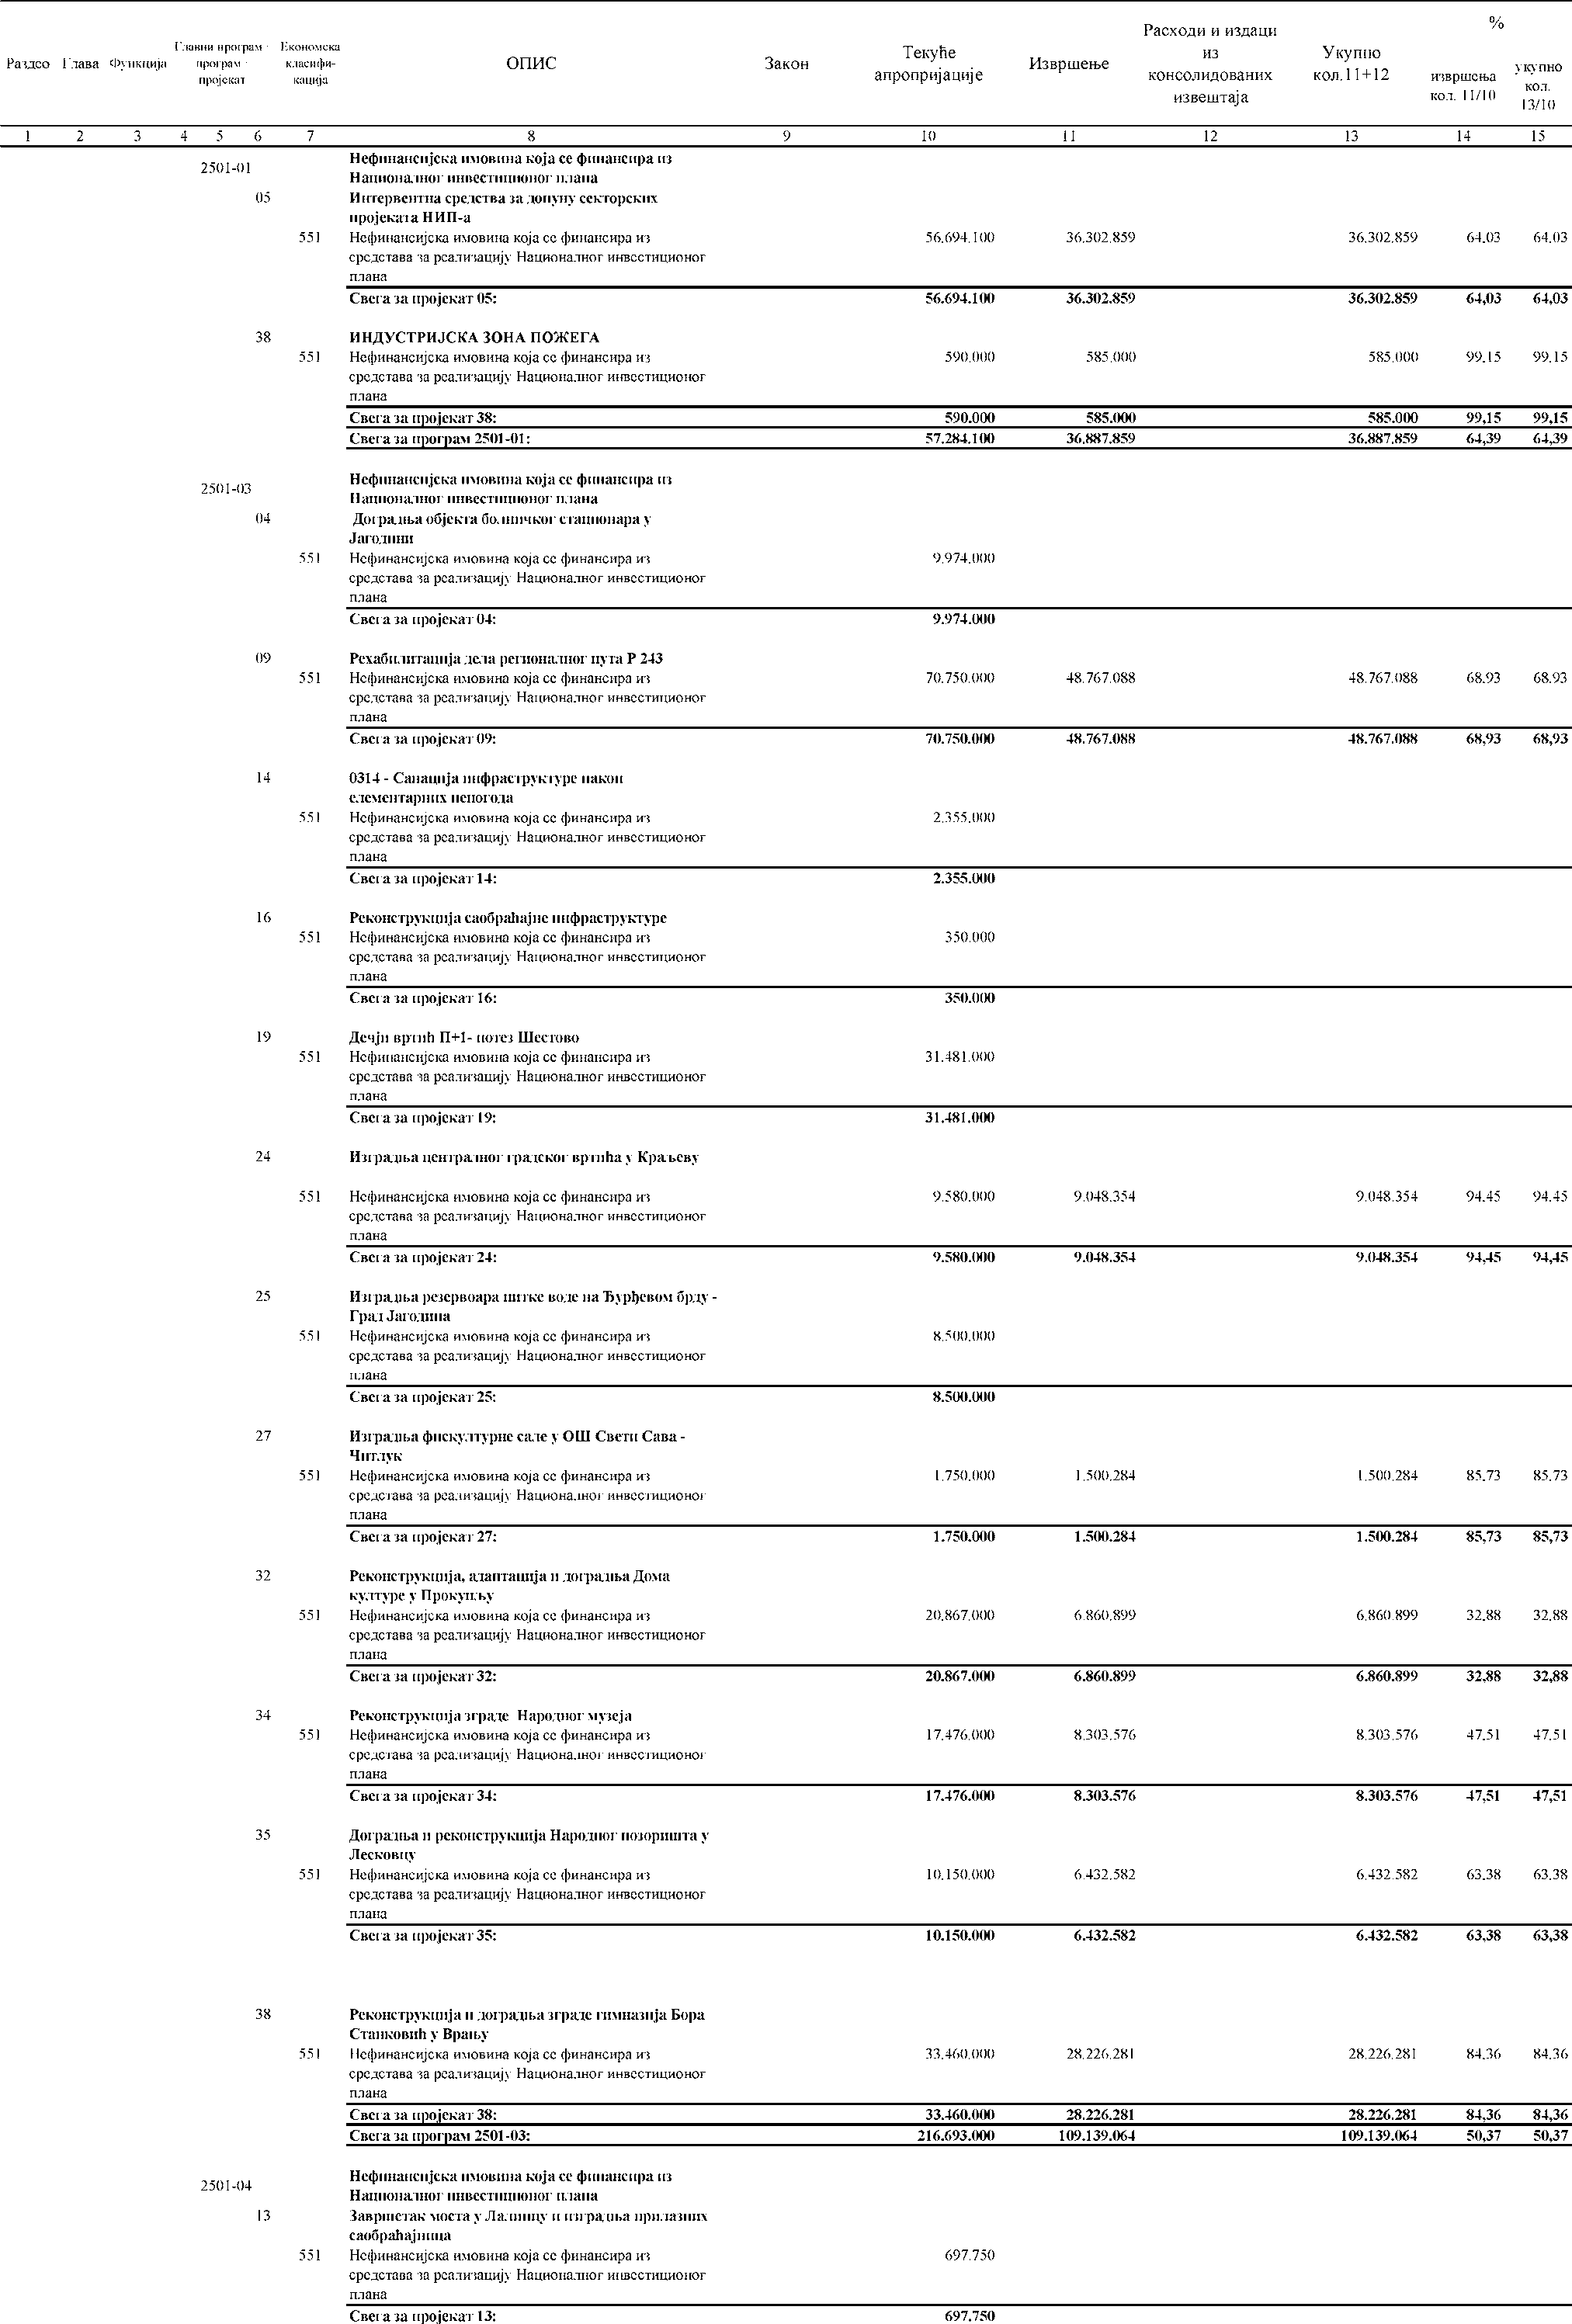 Раздео Глава Функција Главни програм - програм - пројекат Економска класифи- кација ОПИС Закон Текуће апропријације Извршење Расходи и издаци из консолидованих извештаја Укупно кол.11+12 % извршења кол. 11/10 укупно кол. 13/10
1 2 3 4 5 6 7 8 9 10 11 12 13 14 15
2501-01 Нефинансијска имовина која се финансира из
Националног инвестиционог плана
05 Интервентна средства за допуну секторских
пројеката НИП-а
551 Нефинансијска имовина која се финансира из 56.694.100 36.302.859 36.302.859 64,03 64,03
средстава за реализацију Националног инвестиционог
плана
Свега за пројекат 05: 56.694.100 36.302.859 36.302.859 64,03 64,03
38 ИНДУСТРИЈСКА ЗОНА ПОЖЕГА
551 Нефинансијска имовина која се финансира из 590.000 585.000 585.000 99,15 99,15
средстава за реализацију Националног инвестиционог
плана
Свега за пројекат 38: 590.000 585.000 585.000 99,15 99,15
Свега за програм 2501-01: 57.284.100 36.887.859 36.887.859 64,39 64,39
2501-03 Нефинансијска имовина која се финансира из
Националног инвестиционог плана
04 Доградња објекта болничког стационара у
Јагодини
551 Нефинансијска имовина која се финансира из 9.974.000
средстава за реализацију Националног инвестиционог
плана
Свега за пројекат 04: 9.974.000
09 Рехабилитација дела регионалног пута Р 243
551 Нефинансијска имовина која се финансира из 70.750.000 48.767.088 48.767.088 68,93 68,93
средстава за реализацију Националног инвестиционог
плана
Свега за пројекат 09: 70.750.000 48.767.088 48.767.088 68,93 68,93
14 0314 - Санација инфраструктуре након
елементарних непогода
551 Нефинансијска имовина која се финансира из 2.355.000
средстава за реализацију Националног инвестиционог
плана
Свега за пројекат 14: 2.355.000
16 Реконструкција саобраћајне инфраструктуре
551 Нефинансијска имовина која се финансира из 350.000
средстава за реализацију Националног инвестиционог
плана
Свега за пројекат 16: 350.000
19 Дечји вртић П+1- потез Шестово
551 Нефинансијска имовина која се финансира из 31.481.000
средстава за реализацију Националног инвестиционог
плана
Свега за пројекат 19: 31.481.000
24 Изградња централног градског вртића у Краљеву
551 Нефинансијска имовина која се финансира из 9.580.000 9.048.354 9.048.354 94,45 94,45
средстава за реализацију Националног инвестиционог
плана
Свега за пројекат 24: 9.580.000 9.048.354 9.048.354 94,45 94,45
25 Изградња резервоара питке воде на Ђурђевом брду -
Град Јагодина
551 Нефинансијска имовина која се финансира из 8.500.000
средстава за реализацију Националног инвестиционог
плана
Свега за пројекат 25: 8.500.000
27 Изградња фискултурне сале у ОШ Свети Сава -
Читлук
551 Нефинансијска имовина која се финансира из 1.750.000 1.500.284 1.500.284 85,73 85,73
средстава за реализацију Националног инвестиционог
плана
Свега за пројекат 27: 1.750.000 1.500.284 1.500.284 85,73 85,73
32 Реконструкција, адаптација и доградња Дома
културе у Прокупљу
551 Нефинансијска имовина која се финансира из 20.867.000 6.860.899 6.860.899 32,88 32,88
средстава за реализацију Националног инвестиционог
плана
Свега за пројекат 32: 20.867.000 6.860.899 6.860.899 32,88 32,88
34 Реконструкција зграде Народног музеја
551 Нефинансијска имовина која се финансира из 17.476.000 8.303.576 8.303.576 47,51 47,51
средстава за реализацију Националног инвестиционог
плана
Свега за пројекат 34: 17.476.000 8.303.576 8.303.576 47,51 47,51
35 Доградња и реконструкција Народног позоришта у
Лесковцу
551 Нефинансијска имовина која се финансира из 10.150.000 6.432.582 6.432.582 63,38 63,38
средстава за реализацију Националног инвестиционог
плана
Свега за пројекат 35: 10.150.000 6.432.582 6.432.582 63,38 63,38
38 Реконструкција и доградња зграде гимназија Бора
Станковић у Врању
551 Нефинансијска имовина која се финансира из 33.460.000 28.226.281 28.226.281 84,36 84,36
средстава за реализацију Националног инвестиционог
плана
Свега за пројекат 38: 33.460.000 28.226.281 28.226.281 84,36 84,36
Свега за програм 2501-03: 216.693.000 109.139.064 109.139.064 50,37 50,37
2501-04 Нефинансијска имовина која се финансира из
Националног инвестиционог плана
13 Завршетак моста у Лалинцу и изградња прилазних
саобраћајница
551 Нефинансијска имовина која се финансира из 697.750
средстава за реализацију Националног инвестиционог
плана
Свега за пројекат 13: 697.750